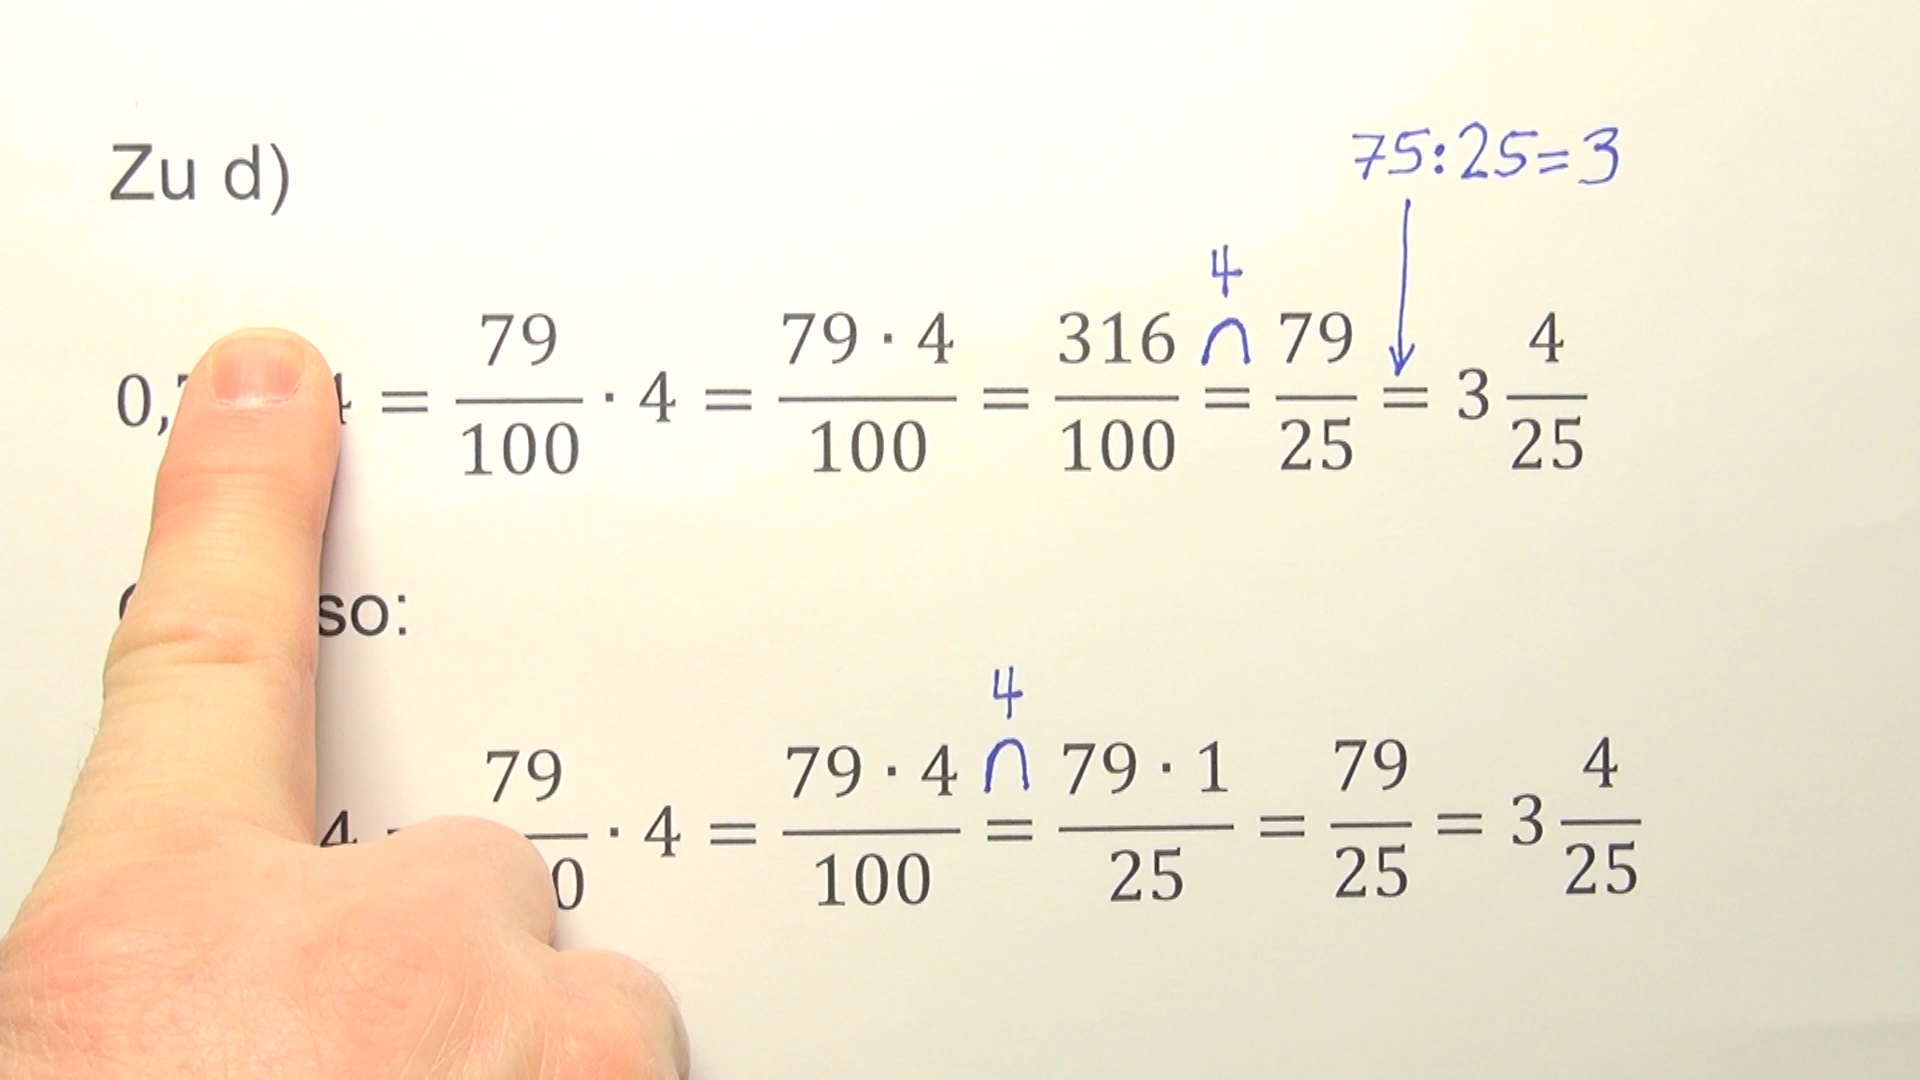 Zu d)
75:25=3
4
0, 4 = 79/100 · 4 = 79 · 4/100 = 316/100 = 79/25 = 3 4/25
so:
4
4 = 79/ 0 · 4 = 79 · 4/100 = 79 · 1/25 = 79/25 = 3 4/25